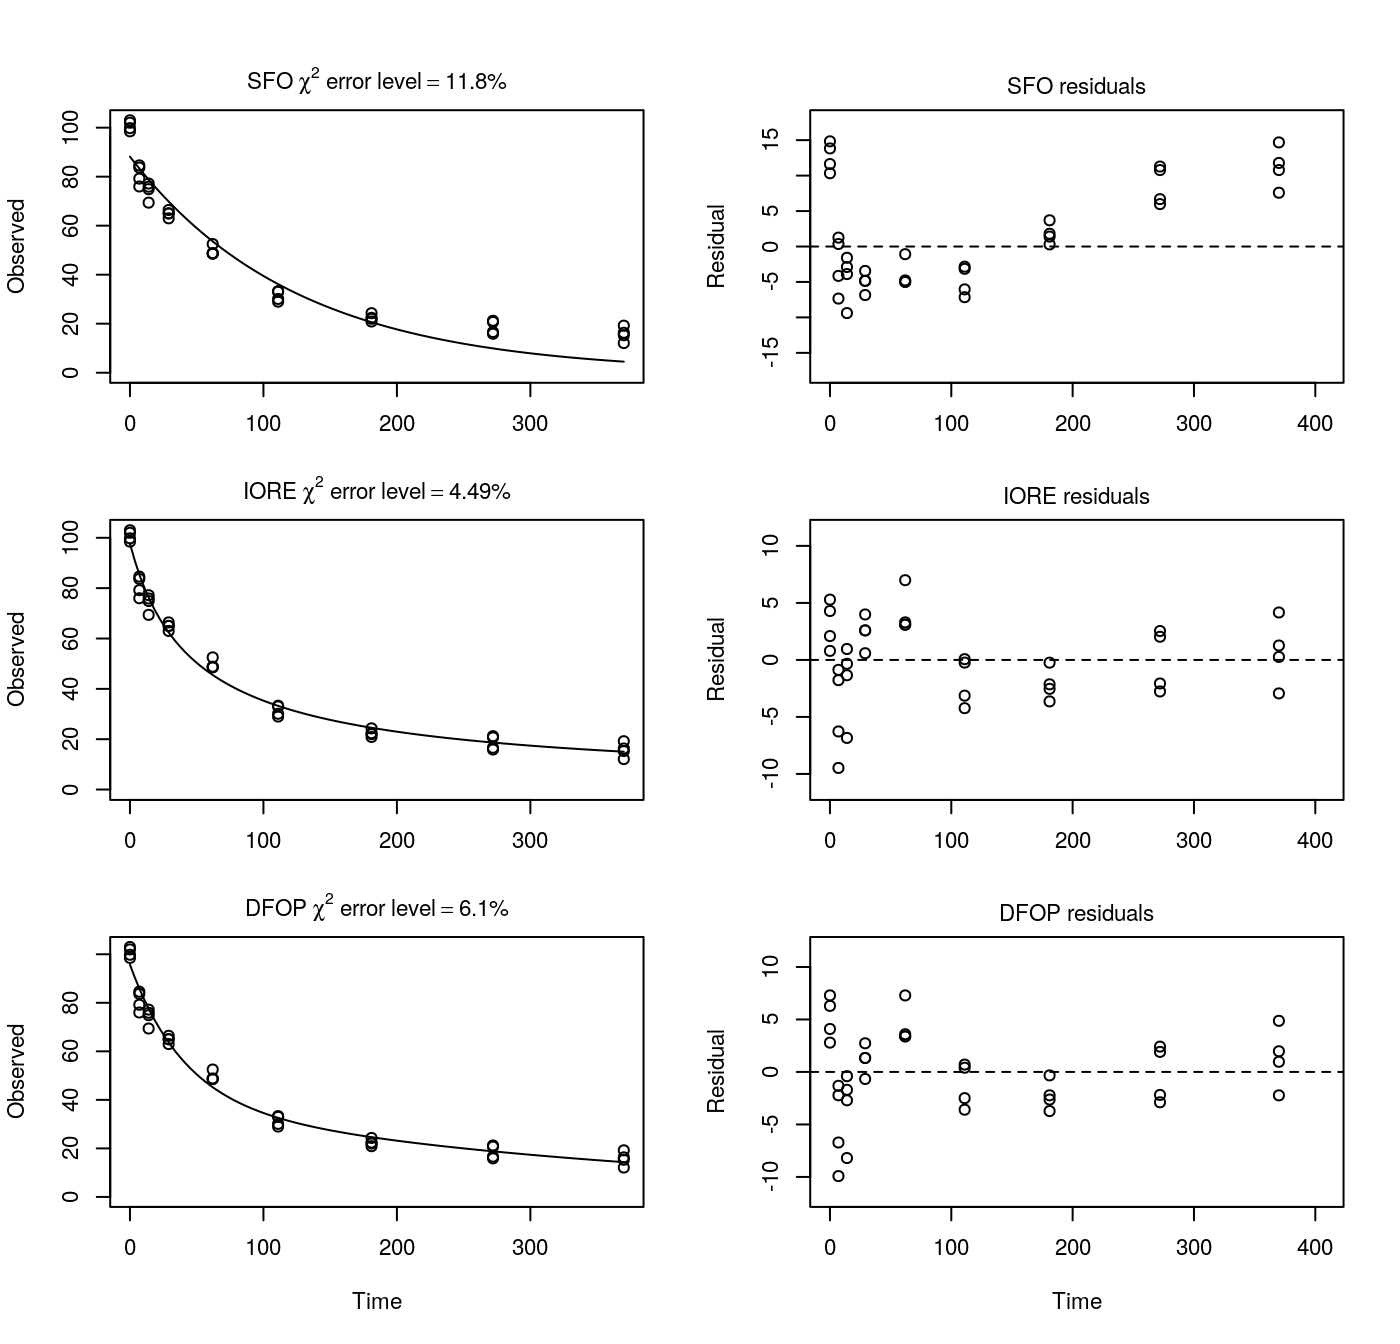 SFO χ² error level = 11.8%
SFO residuals
Observed
0 20 40 60 80 100
0 100 200 300
Residual
-15 -5 0 5 15
0 100 200 300 400
IORE χ² error level = 4.49%
IORE residuals
Observed
0 20 40 60 80 100
0 100 200 300
Residual
-10 -5 0 5 10
0 100 200 300 400
DFOP χ² error level = 6.1%
DFOP residuals
Observed
0 20 40 60 80
0 100 200 300
Time
Residual
-10 -5 0 5 10
0 100 200 300 400
Time